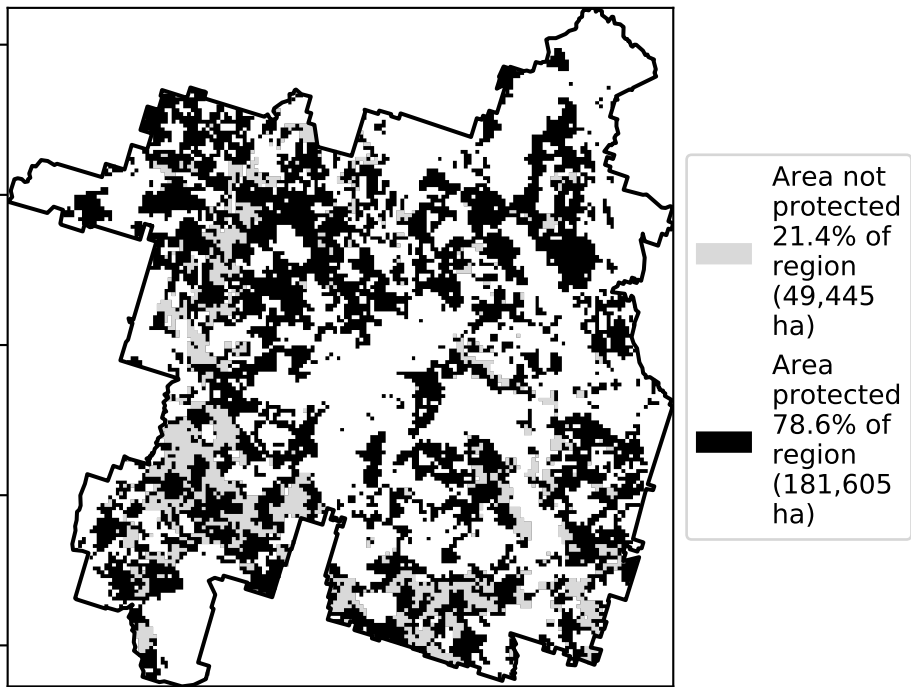 Area not
protected
21.4% of
region
(49,445
ha)
Area
protected
78.6% of
region
(181,605
ha)